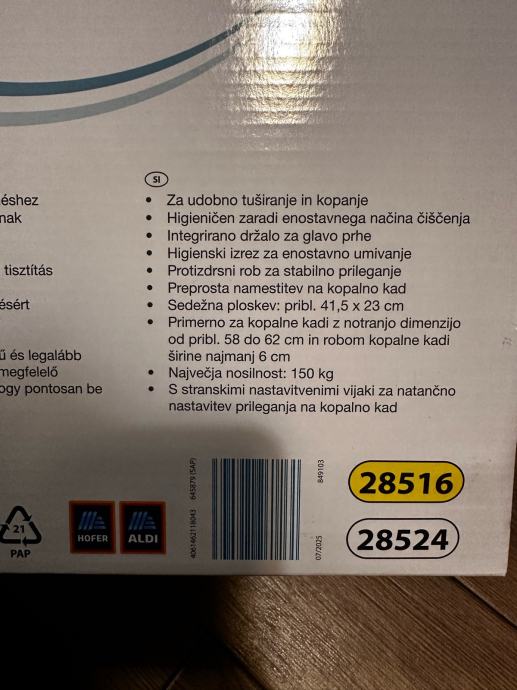 SI
• Za udobno tuširanje in kopanje
• Higieničen zaradi enostavnega načina čiščenja
• Integrirano držalo za glavo prhe
• Higienski izrez za enostavno umivanje
• Protizdrsni rob za stabilno prileganje
• Preprosta namestitev na kopalno kad
• Sedežna ploskev: pribl. 41,5 x 23 cm
• Primerno za kopalne kadi z notranjo dimenzijo
od pribl. 58 do 62 cm in robom kopalne kadi
širine najmanj 6 cm
• Največja nosilnost: 150 kg
• S stranskimi nastavitvenimi vijaki za natančno
nastavitev prileganja na kopalno kad
éshez
nak
tisztítás
ésért
ű és legalább
megfelelő
ogy pontosan be
21
PAP
HOFER
ALDI
4061462118043
645879 (SAP)
849103
07/2025
28516
28524